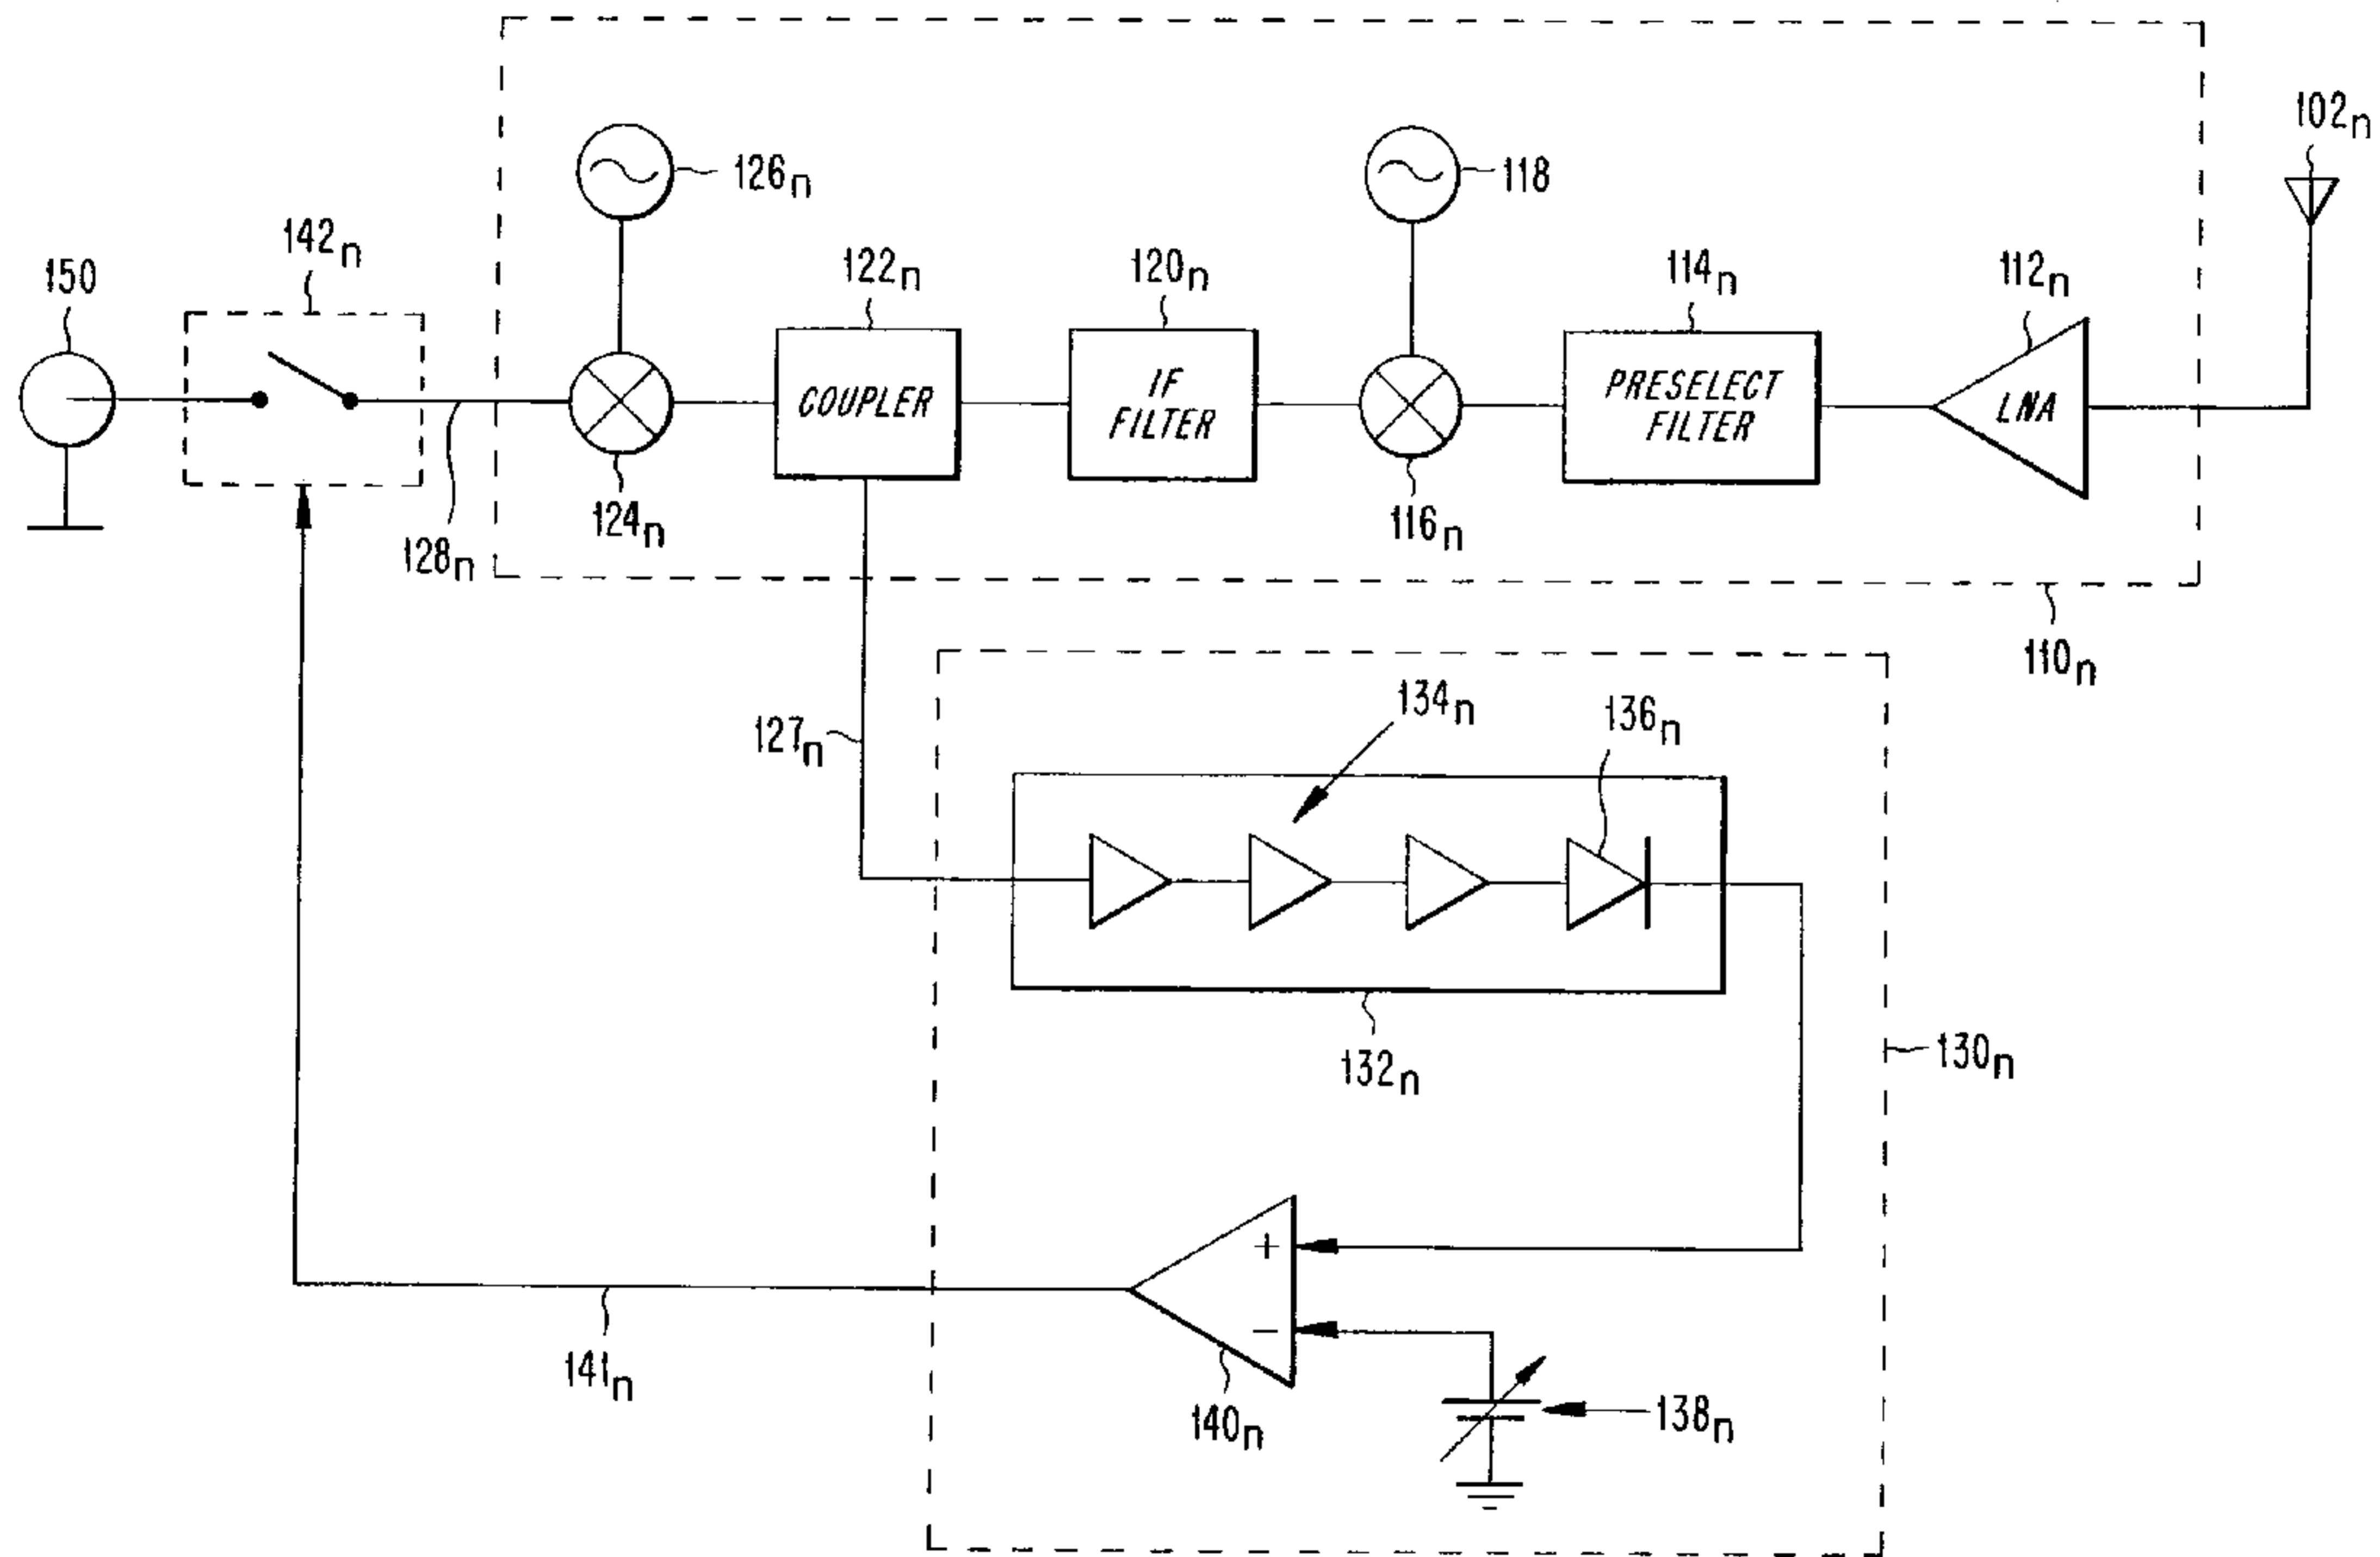 102n
126n
118
142n
150
122n
120n
114n
112n
COUPLER
IF
FILTER
PRESELECT
FILTER
LNA
124n
116n
128n
110n
134n
136n
127n
132n
130n
+
−
141n
140n
138n